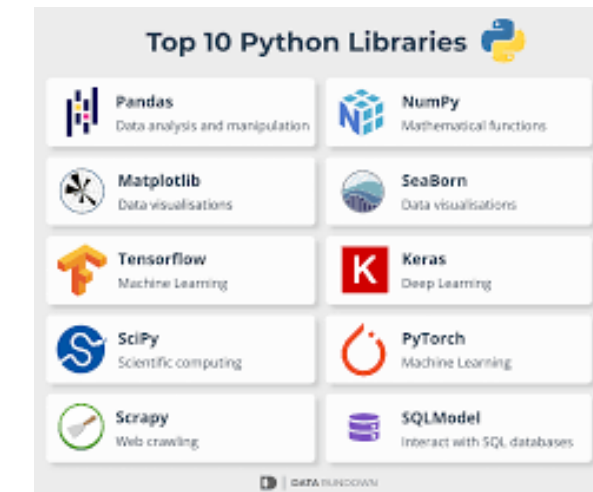 Top 10 Python Libraries
Pandas
Data analysis and manipulation
NumPy
Mathematical functions
Matplotlib
Data visualisations
SeaBorn
Data visualisations
Tensorflow
Machine Learning
Keras
Deep Learning
K
SciPy
Scientific computing
PyTorch
Machine Learning
Scrapy
Web crawling
SQLModel
Interact with SQL databases
DATA RUNDOWN